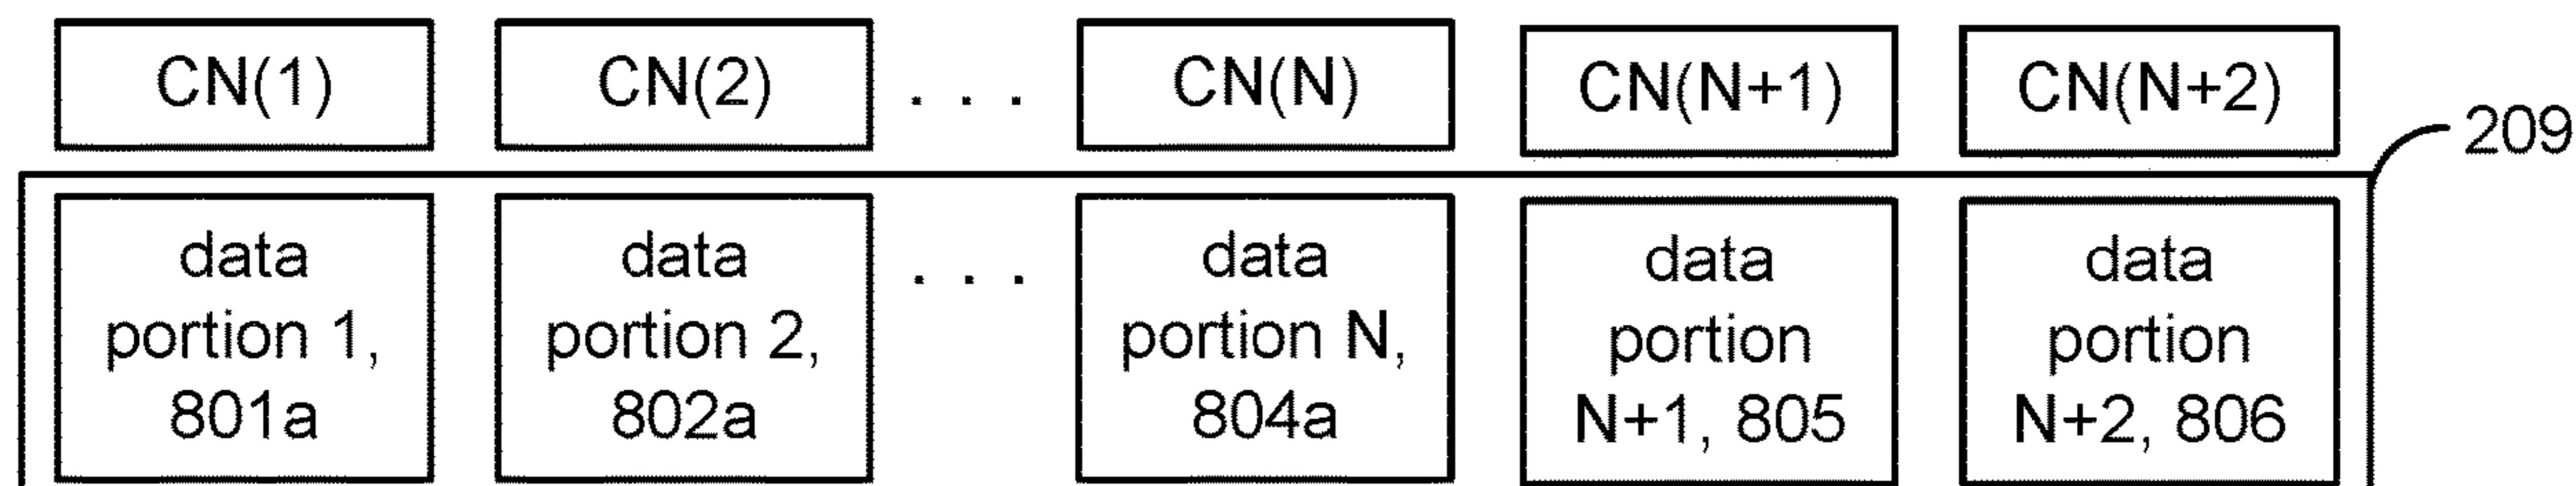 CN(1) CN(2) . . . CN(N) CN(N+1) CN(N+2)
209
data portion 1, 801a
data portion 2, 802a
. . .
data portion N, 804a
data portion N+1, 805
data portion N+2, 806